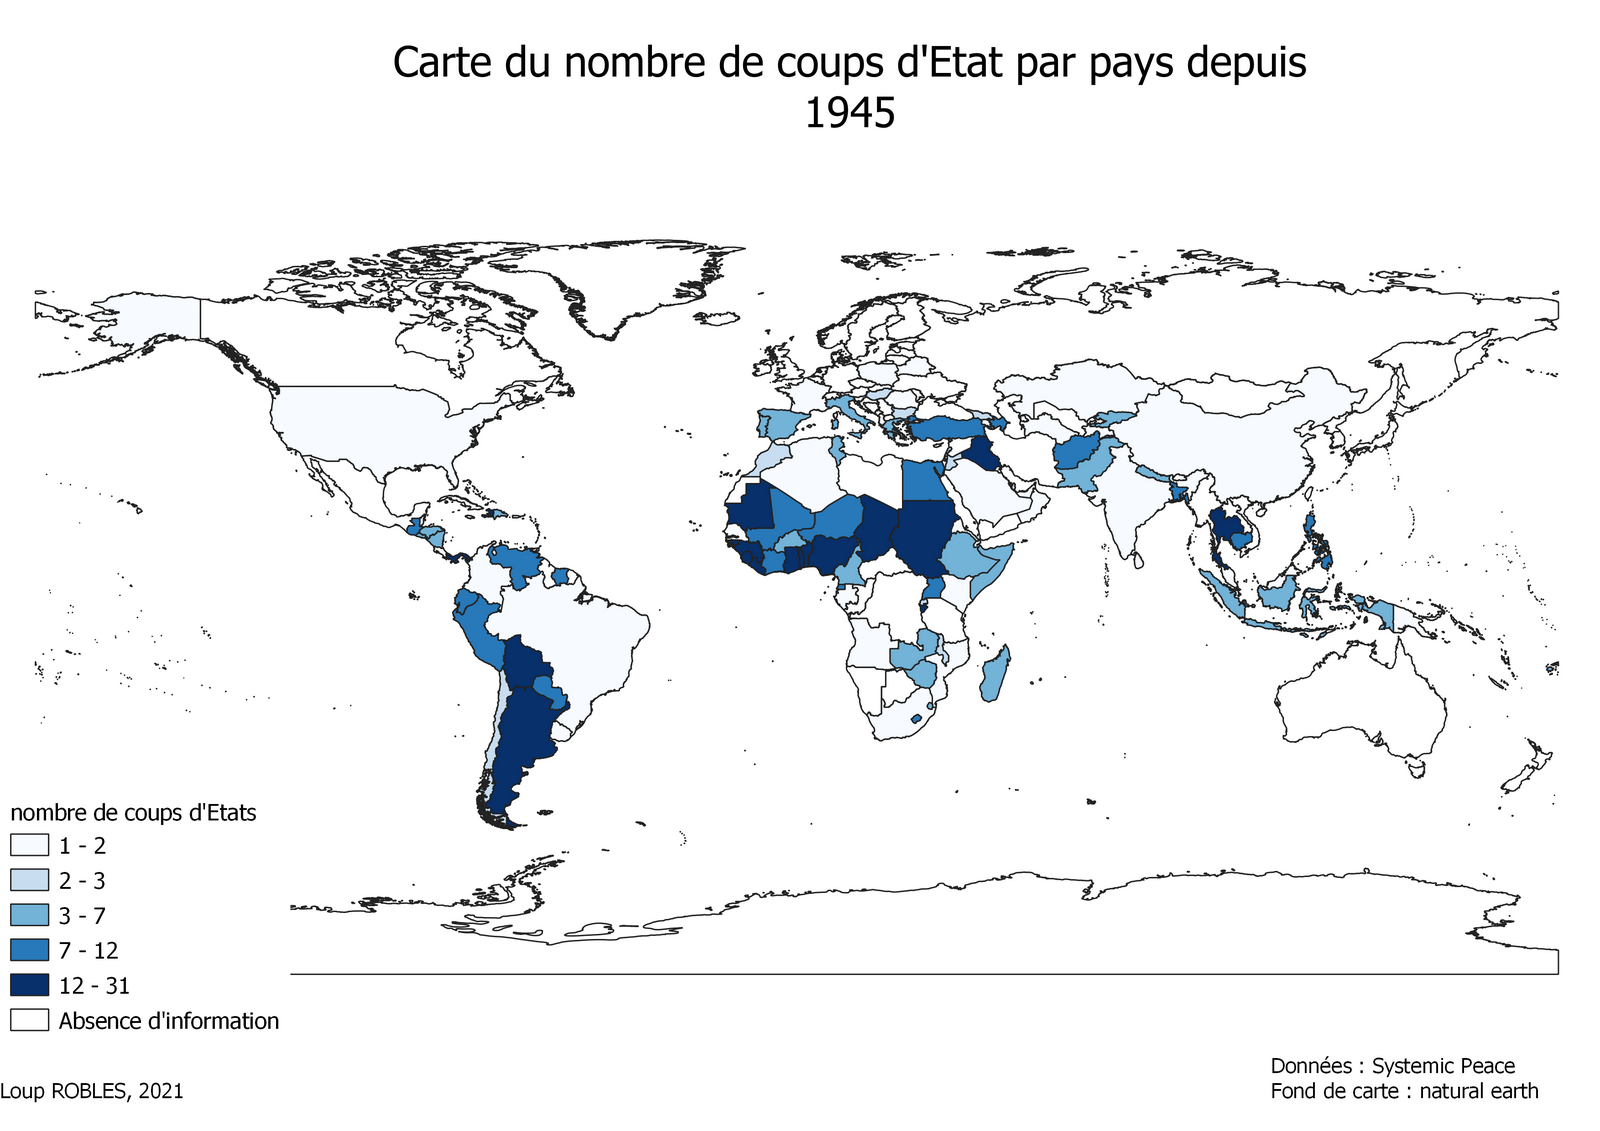 Carte du nombre de coups d'Etat par pays depuis
1945
nombre de coups d'Etats
1 - 2
2 - 3
3 - 7
7 - 12
12 - 31
Absence d'information
Données : Systemic Peace
Fond de carte : natural earth
Loup ROBLES, 2021